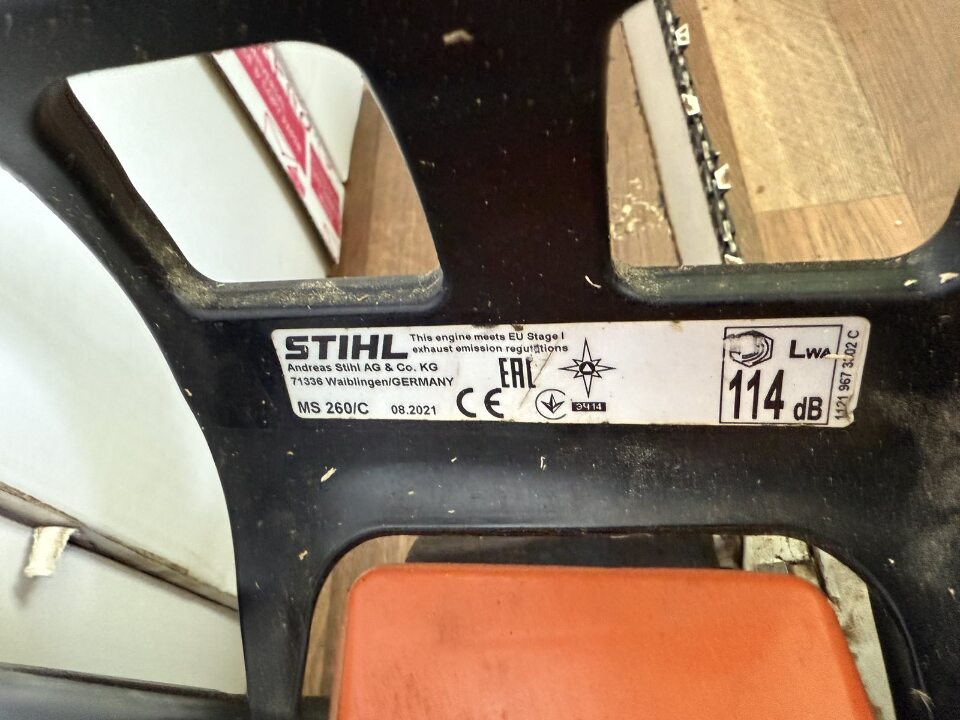 STIHL
This engine meets EU Stage I
exhaust emission regulations
Andreas Stihl AG & Co. KG
71336 Waiblingen/GERMANY
MS 260/C 08.2021
EAC
CE
ЭЧ14
LWA
114 dB